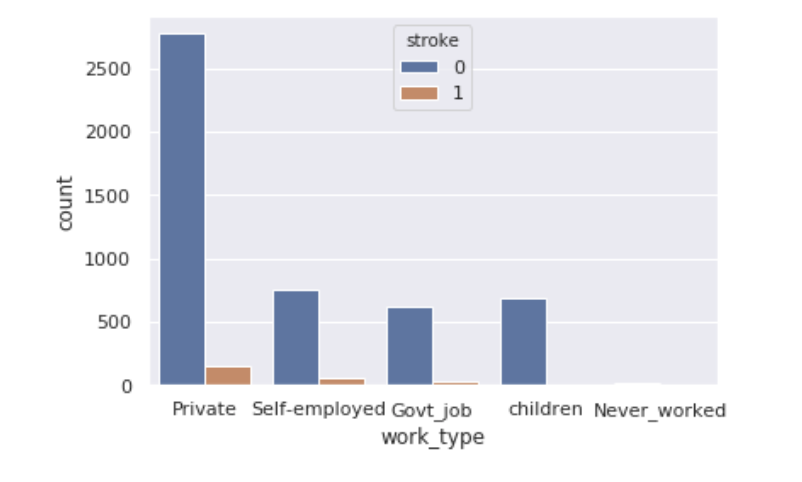 stroke
0
1
2500
2000
1500
1000
500
0
count
Private Self-employed Govt_job children Never_worked
work_type